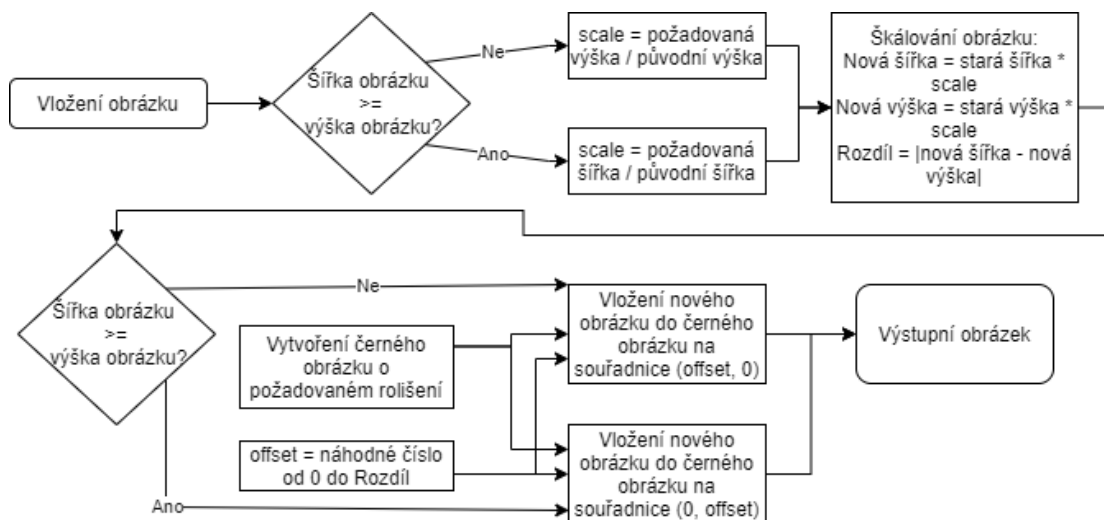 Vložení obrázku
Šířka obrázku
>=
výška obrázku?
Ne
Ano
scale = požadovaná
výška / původní výška
scale = požadovaná
šířka / původní šířka
Škálování obrázku:
Nová šířka = stará šířka *
scale
Nová výška = stará výška *
scale
Rozdíl = |nová šířka - nová
výška|
Šířka obrázku
>=
výška obrázku?
Ne
Ano
Vytvoření černého
obrázku o
požadovaném rolišení
offset = náhodné číslo
od 0 do Rozdíl
Vložení nového
obrázku do černého
obrázku na
souřadnice (offset, 0)
Vložení nového
obrázku do černého
obrázku na
souřadnice (0, offset)
Výstupní obrázek